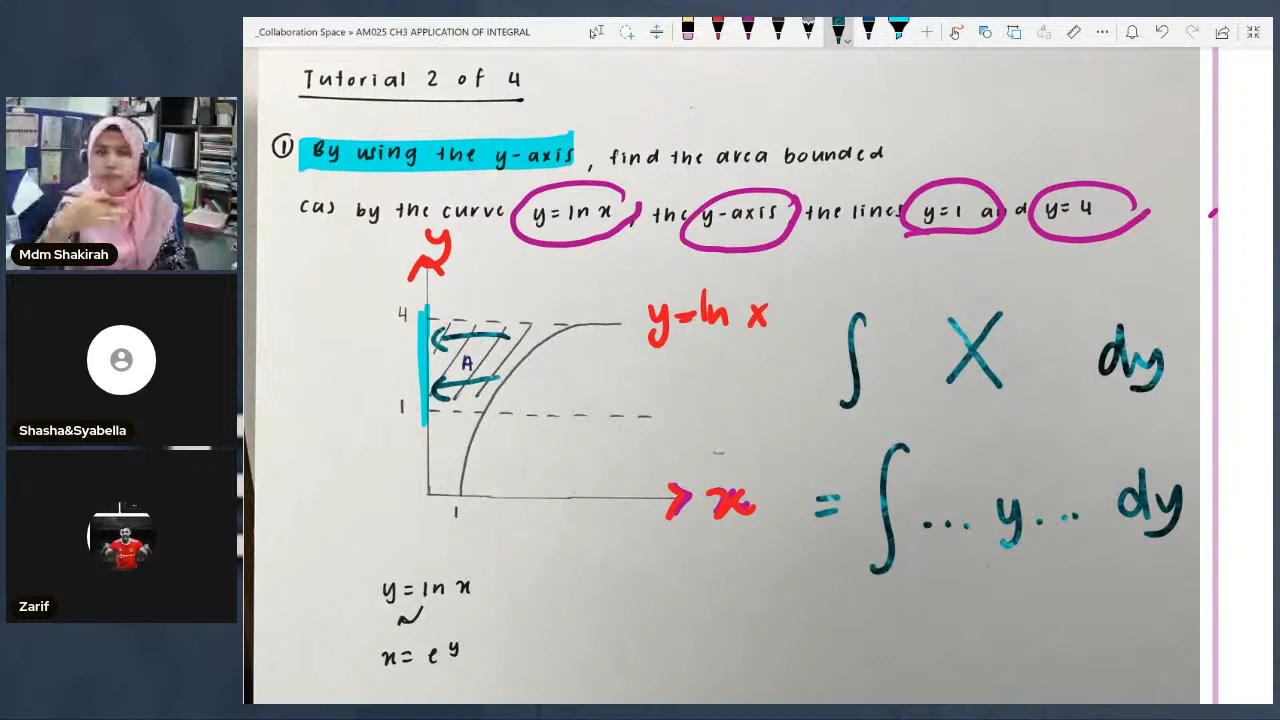 _Collaboration Space » AM025 CH3 APPLICATION OF INTEGRAL
Tutorial 2 of 4
① By using the y-axis, find the area bounded
(a) by the curve y = ln x, the y-axis the lines y = 1 and y = 4
y
4
A
1
1
x
y = ln x
∫ x dy
= ∫ ... y ... dy
y = ln x
x = e^y
Mdm Shakirah
Shasha&Syabella
Zarif